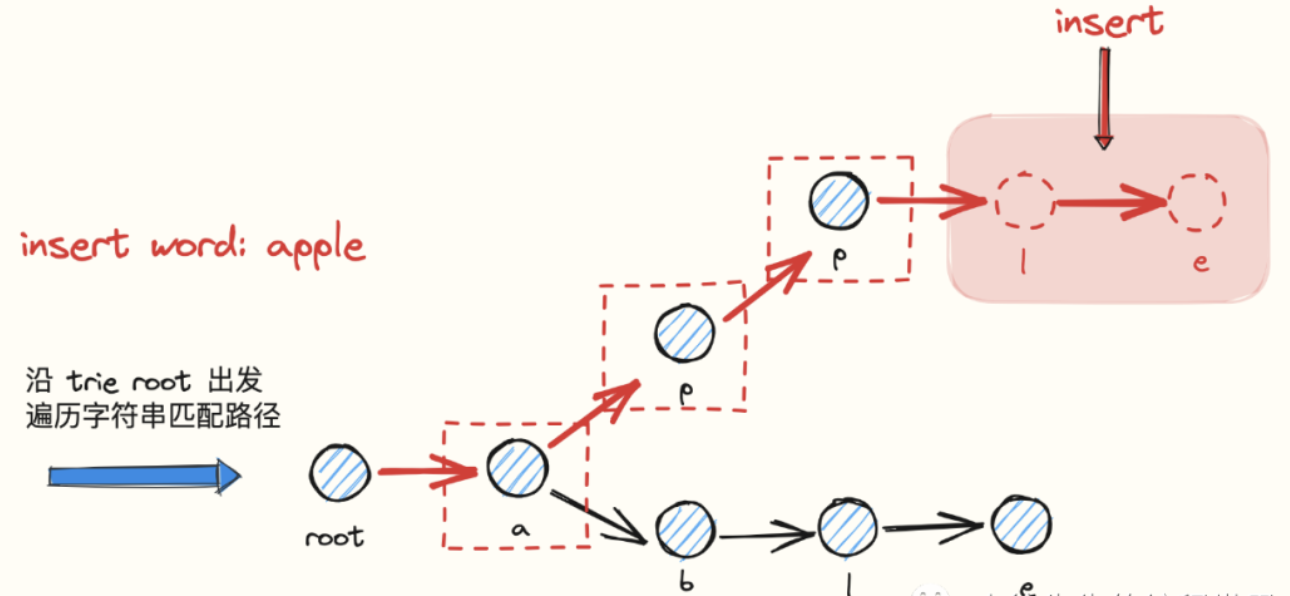 insert
p
l
e
insert word: apple
p
沿 trie root 出发
遍历字符串匹配路径
root
a
b
l
e